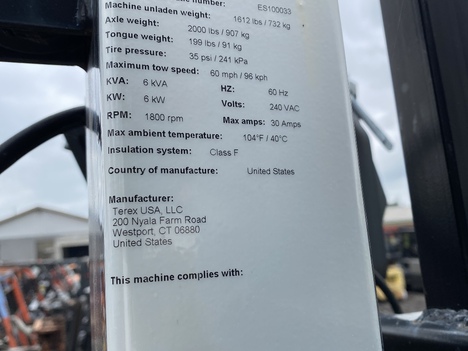 number: ES100033
Machine unladen weight: 1612 lbs / 732 kg
Axle weight: 2000 lbs / 907 kg
Tongue weight: 199 lbs / 91 kg
Tire pressure: 35 psi / 241 kPa
Maximum tow speed: 60 mph / 96 kph
KVA: 6 kVA HZ: 60 Hz
KW: 6 kW Volts: 240 VAC
RPM: 1800 rpm Max amps: 30 Amps
Max ambient temperature: 104°F / 40°C
Insulation system: Class F
Country of manufacture: United States
Manufacturer:
Terex USA, LLC
200 Nyala Farm Road
Westport, CT 06880
United States
This machine complies with: